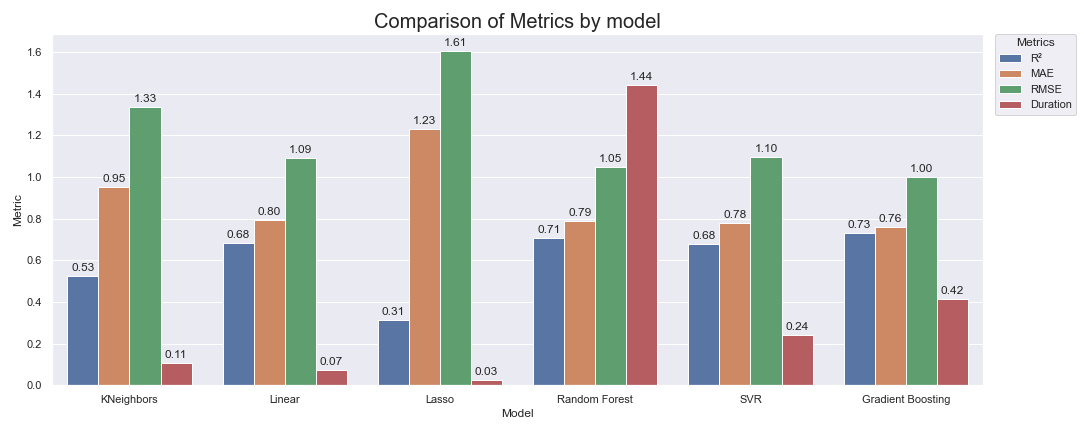 Comparison of Metrics by model
Metrics
R²
MAE
RMSE
Duration
Metric
1.6
1.4
1.2
1.0
0.8
0.6
0.4
0.2
0.0
0.53
0.95
1.33
0.11
0.68
0.80
1.09
0.07
0.31
1.23
1.61
0.03
0.71
0.79
1.05
1.44
0.68
0.78
1.10
0.24
0.73
0.76
1.00
0.42
KNeighbors
Linear
Lasso
Random Forest
SVR
Gradient Boosting
Model